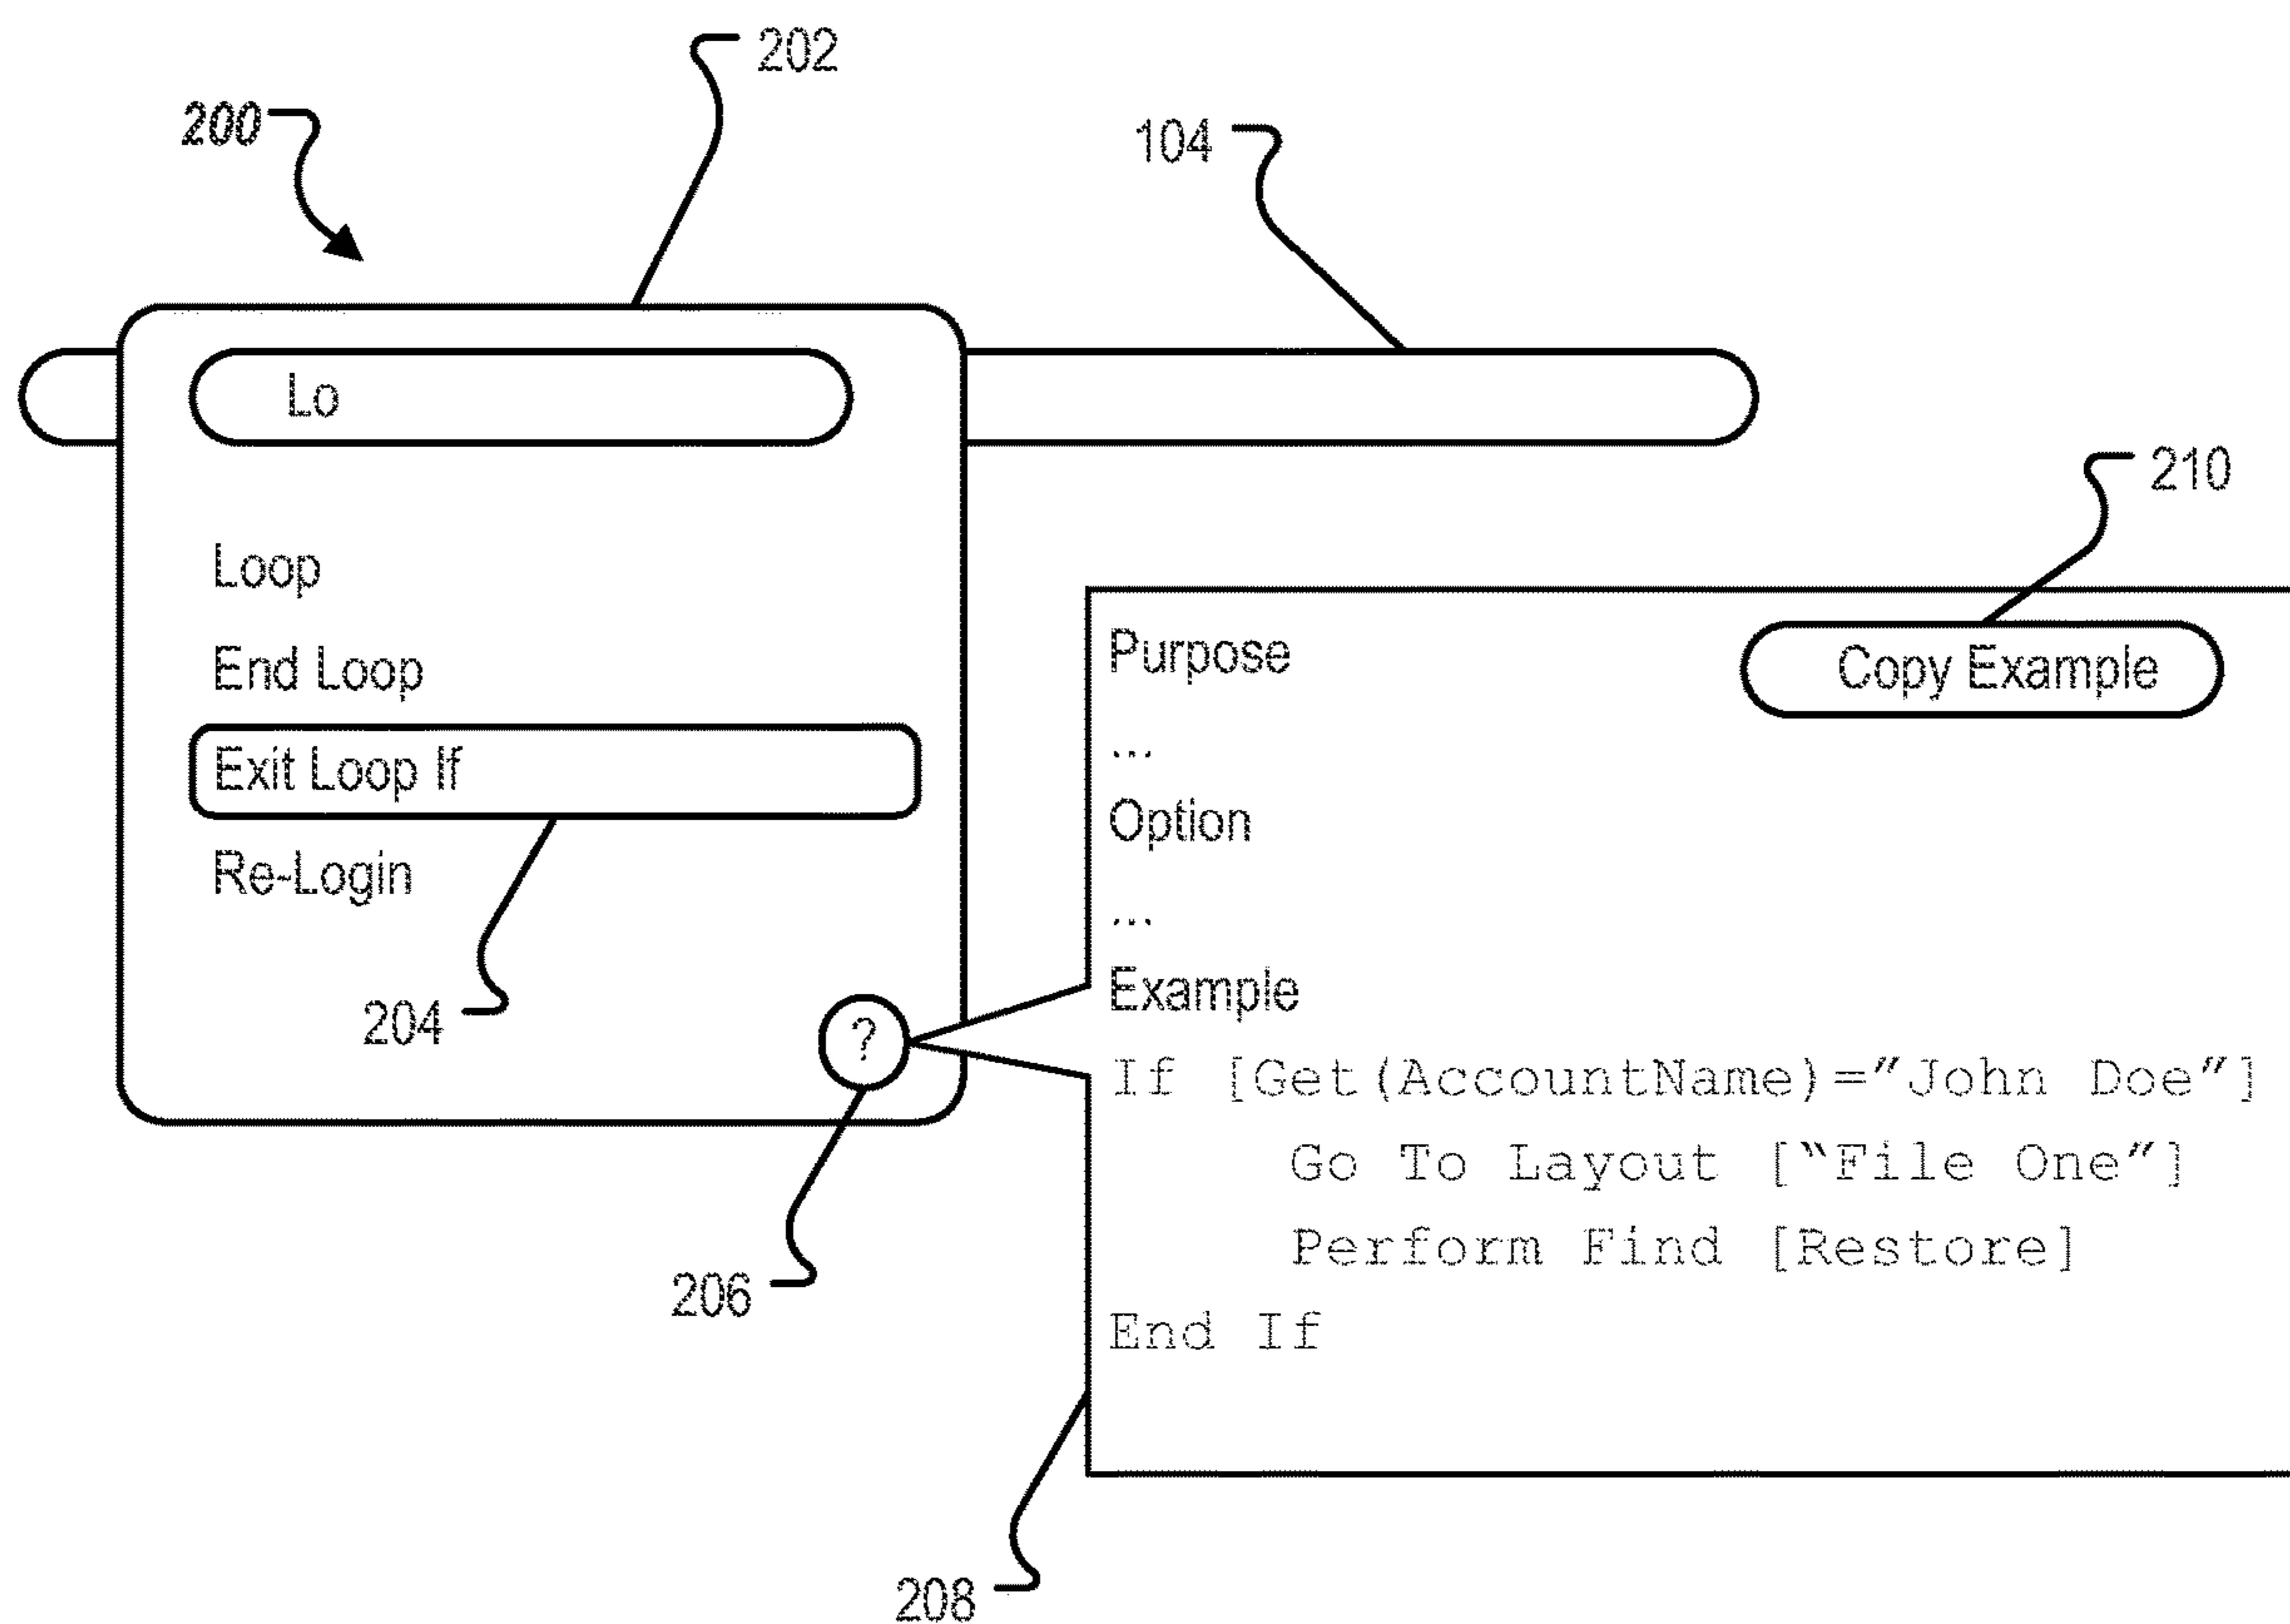 202
200
104
Lo
210
Loop
End Loop
Exit Loop If
Re-Login
204
?
206
Purpose
Copy Example
...
Option
...
Example
If [Get(AccountName)=”John Doe”]
Go To Layout [“File One”]
Perform Find [Restore]
End If
208